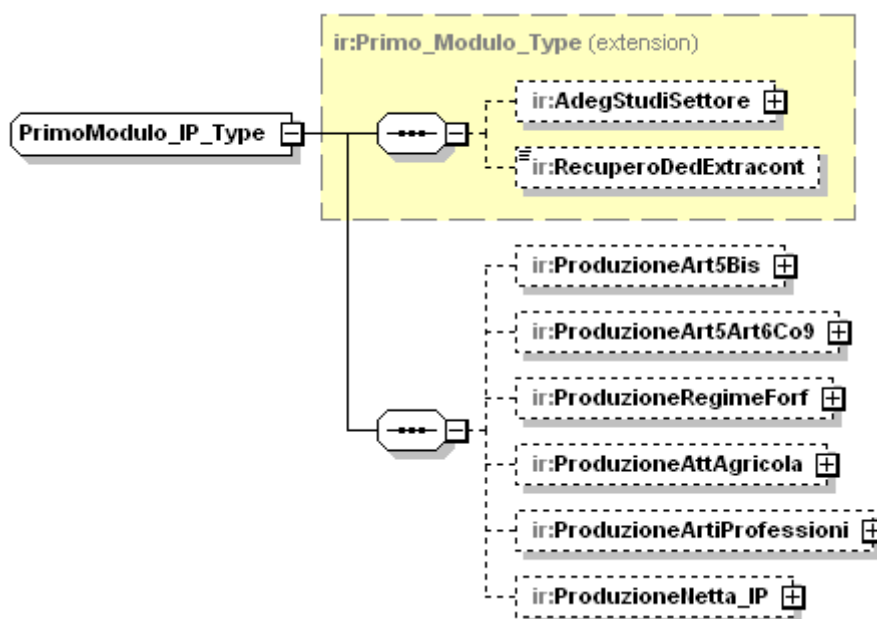 ir:Primo_Modulo_Type (extension)
ir:AdegStudiSettore
PrimoModulo_IP_Type
ir:RecuperoDedExtracont
ir:ProduzioneArt5Bis
ir:ProduzioneArt5Art6Co9
ir:ProduzioneRegimeForf
ir:ProduzioneAttAgricola
ir:ProduzioneArtiProfessioni
ir:ProduzioneNetta_IP